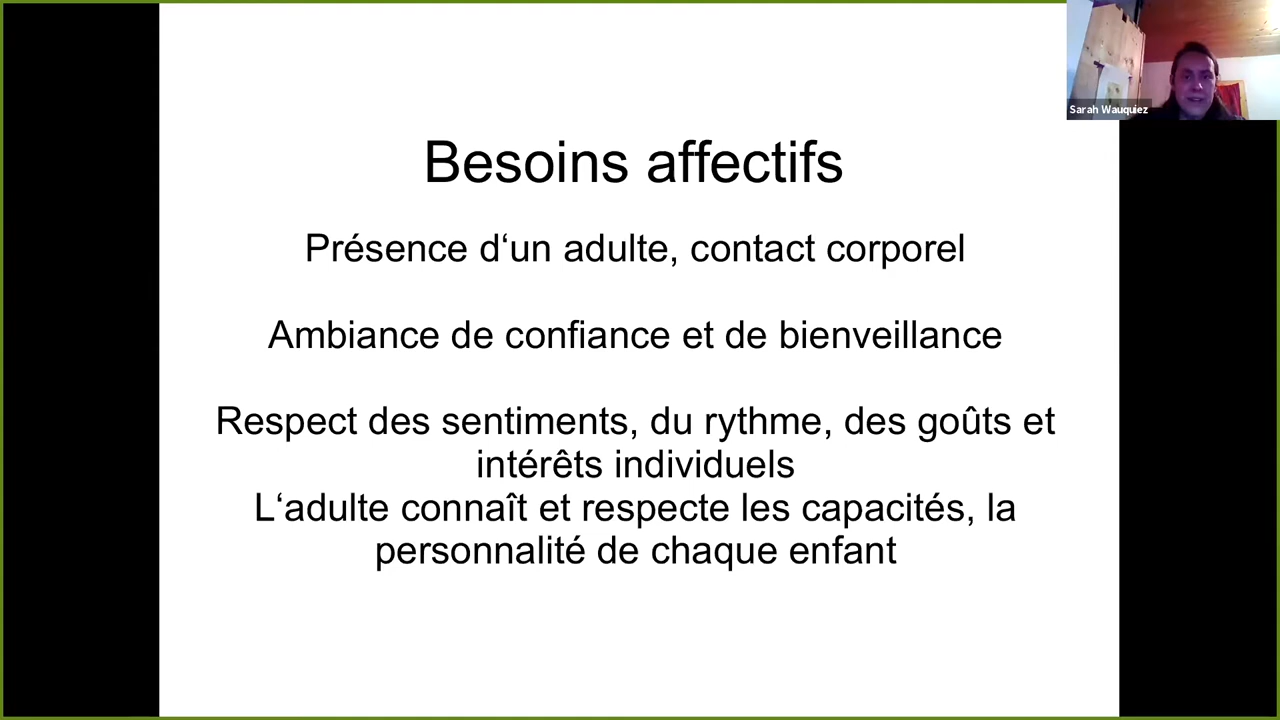 Sarah Wauquiez
Besoins affectifs
Présence d‘un adulte, contact corporel
Ambiance de confiance et de bienveillance
Respect des sentiments, du rythme, des goûts et
intérêts individuels
L‘adulte connaît et respecte les capacités, la
personnalité de chaque enfant